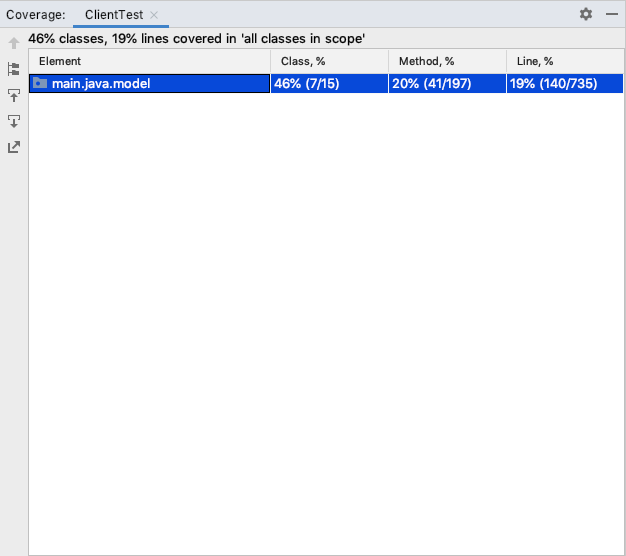 Coverage: ClientTest
46% classes, 19% lines covered in 'all classes in scope'
Element Class, % Method, % Line, %
main.java.model 46% (7/15) 20% (41/197) 19% (140/735)